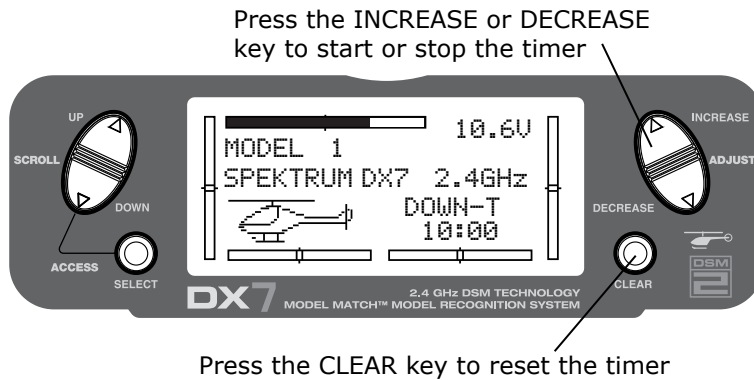 Press the INCREASE or DECREASE
key to start or stop the timer
UP
SCROLL
DOWN
ACCESS
SELECT
10.6V
MODEL 1
SPEKTRUM DX7 2.4GHz
DOWN-T
10:00
INCREASE
ADJUST
DECREASE
CLEAR
DSM
2
DX7
2.4 GHz DSM TECHNOLOGY
MODEL MATCH™ MODEL RECOGNITION SYSTEM
Press the CLEAR key to reset the timer